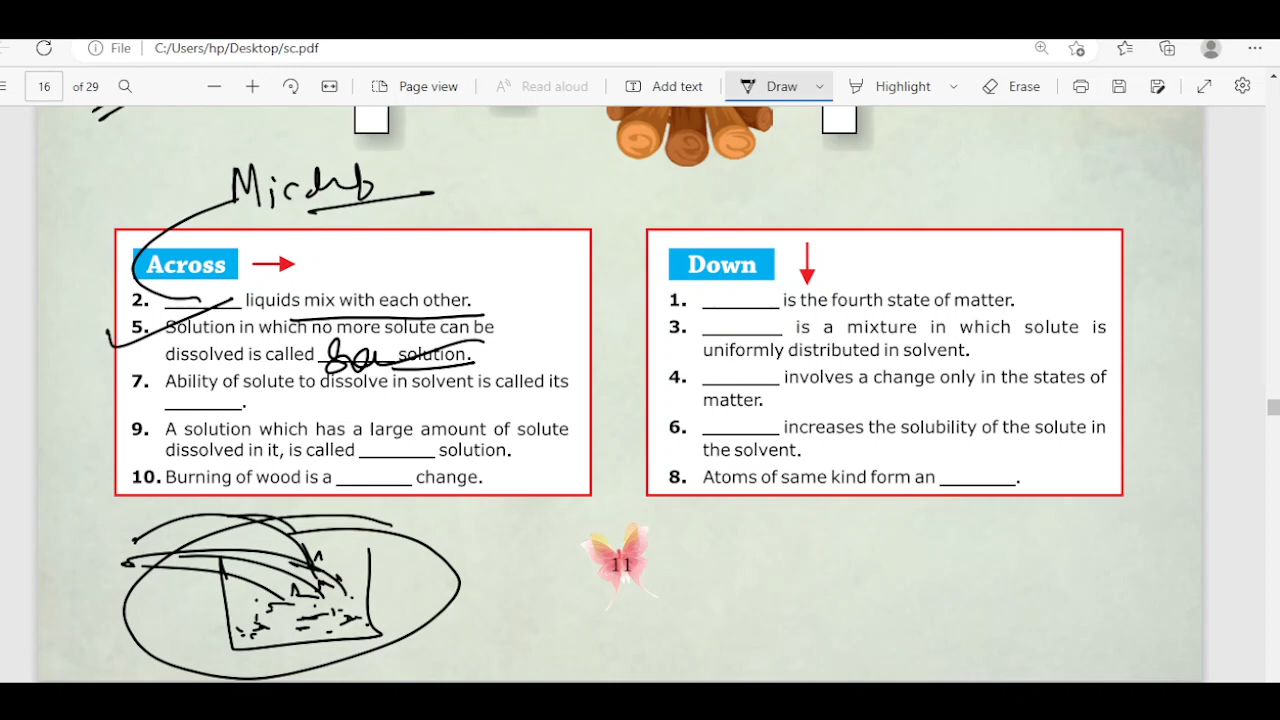 File C:/Users/hp/Desktop/sc.pdf
16 of 29 Page view Read aloud Add text Draw Highlight Erase
Across
2. ________ liquids mix with each other.
5. Solution in which no more solute can be
dissolved is called ________ solution.
7. Ability of solute to dissolve in solvent is called its
________.
9. A solution which has a large amount of solute
dissolved in it, is called ________ solution.
10. Burning of wood is a ________ change.
Down
1. ________ is the fourth state of matter.
3. ________ is a mixture in which solute is
uniformly distributed in solvent.
4. ________ involves a change only in the states of
matter.
6. ________ increases the solubility of the solute in
the solvent.
8. Atoms of same kind form an ________.
11